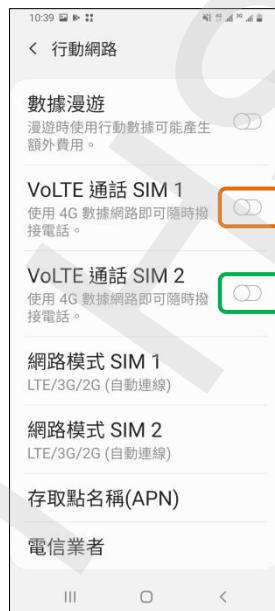 10:39
行動網路
數據漫遊
漫遊時使用行動數據可能產生
額外費用。
VoLTE 通話 SIM 1
使用 4G 數據網路即可隨時撥
接電話。
VoLTE 通話 SIM 2
使用 4G 數據網路即可隨時撥
接電話。
網路模式 SIM 1
LTE/3G/2G (自動連線)
網路模式 SIM 2
LTE/3G/2G (自動連線)
存取點名稱(APN)
電信業者